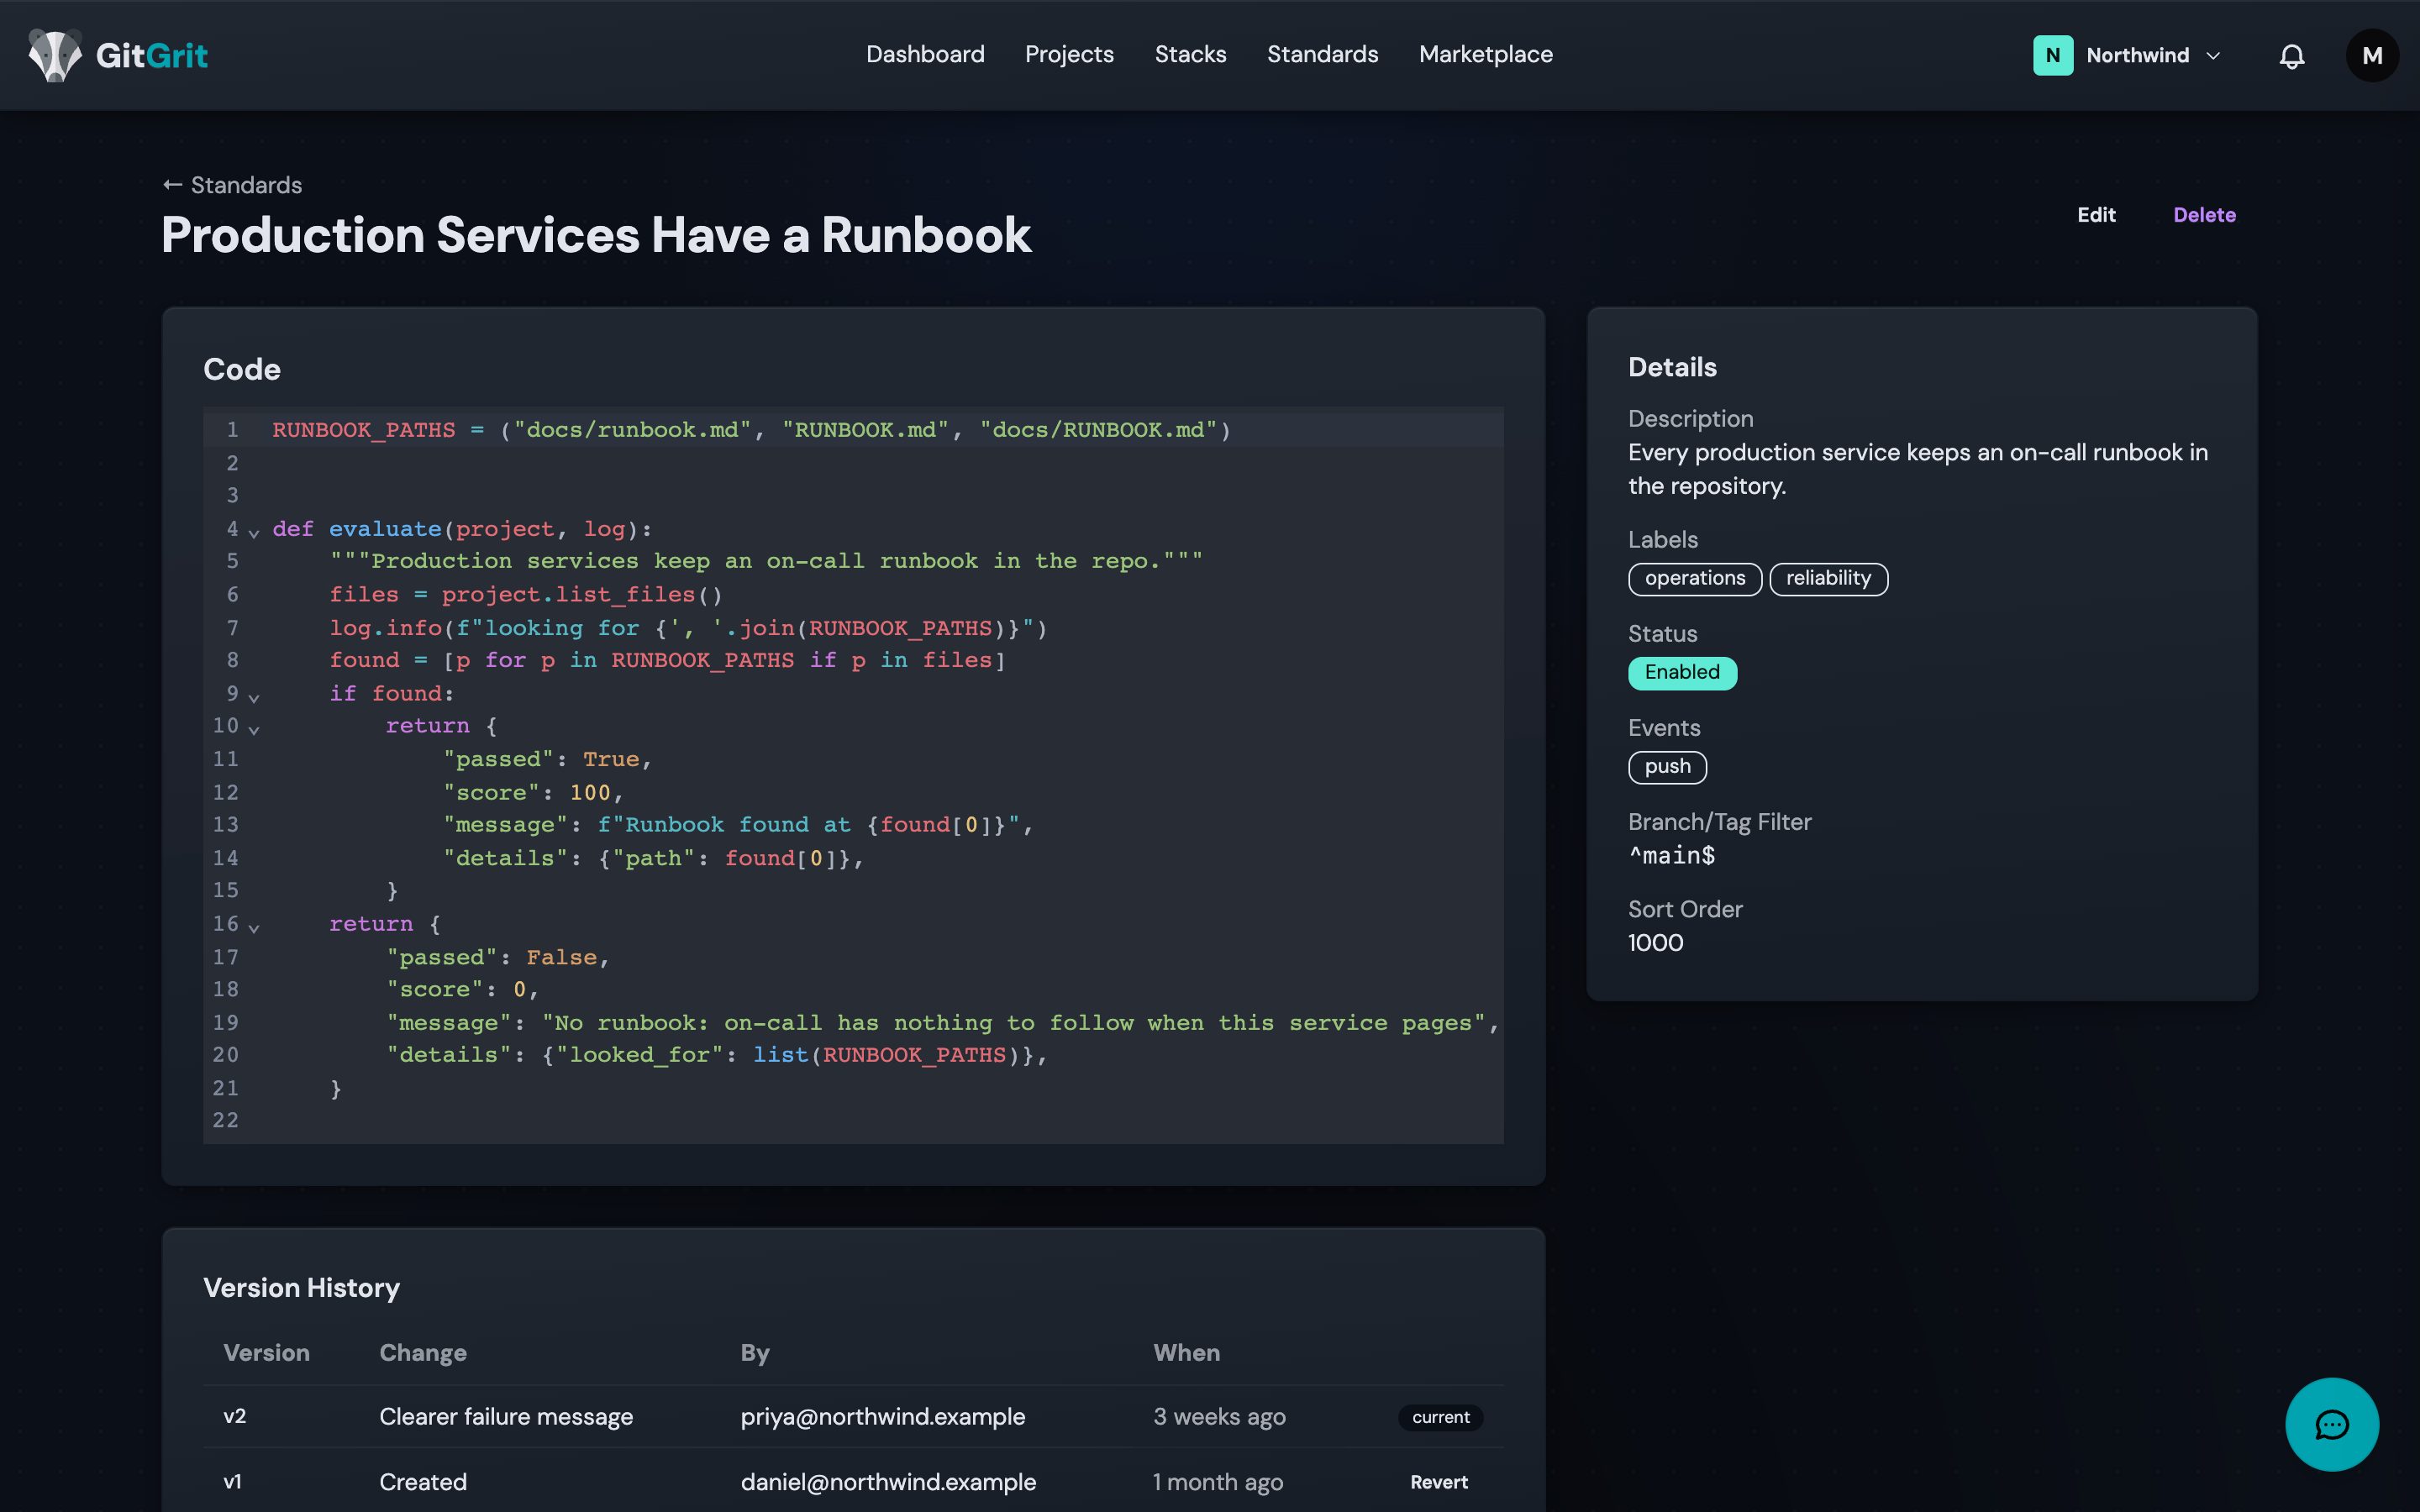 GitGrit
Dashboard Projects Stacks Standards Marketplace
N Northwind
M
← Standards
Production Services Have a Runbook
Edit Delete
Code
1 RUNBOOK_PATHS = ("docs/runbook.md", "RUNBOOK.md", "docs/RUNBOOK.md")
2
3
4 def evaluate(project, log):
5     """Production services keep an on-call runbook in the repo."""
6     files = project.list_files()
7     log.info(f"looking for {', '.join(RUNBOOK_PATHS)}")
8     found = [p for p in RUNBOOK_PATHS if p in files]
9     if found:
10         return {
11             "passed": True,
12             "score": 100,
13             "message": f"Runbook found at {found[0]}",
14             "details": {"path": found[0]},
15         }
16     return {
17         "passed": False,
18         "score": 0,
19         "message": "No runbook: on-call has nothing to follow when this service pages",
20         "details": {"looked_for": list(RUNBOOK_PATHS)},
21     }
22
Details
Description
Every production service keeps an on-call runbook in
the repository.
Labels
operations reliability
Status
Enabled
Events
push
Branch/Tag Filter
^main$
Sort Order
1000
Version History
Version Change By When
v2 Clearer failure message priya@northwind.example 3 weeks ago current
v1 Created daniel@northwind.example 1 month ago Revert